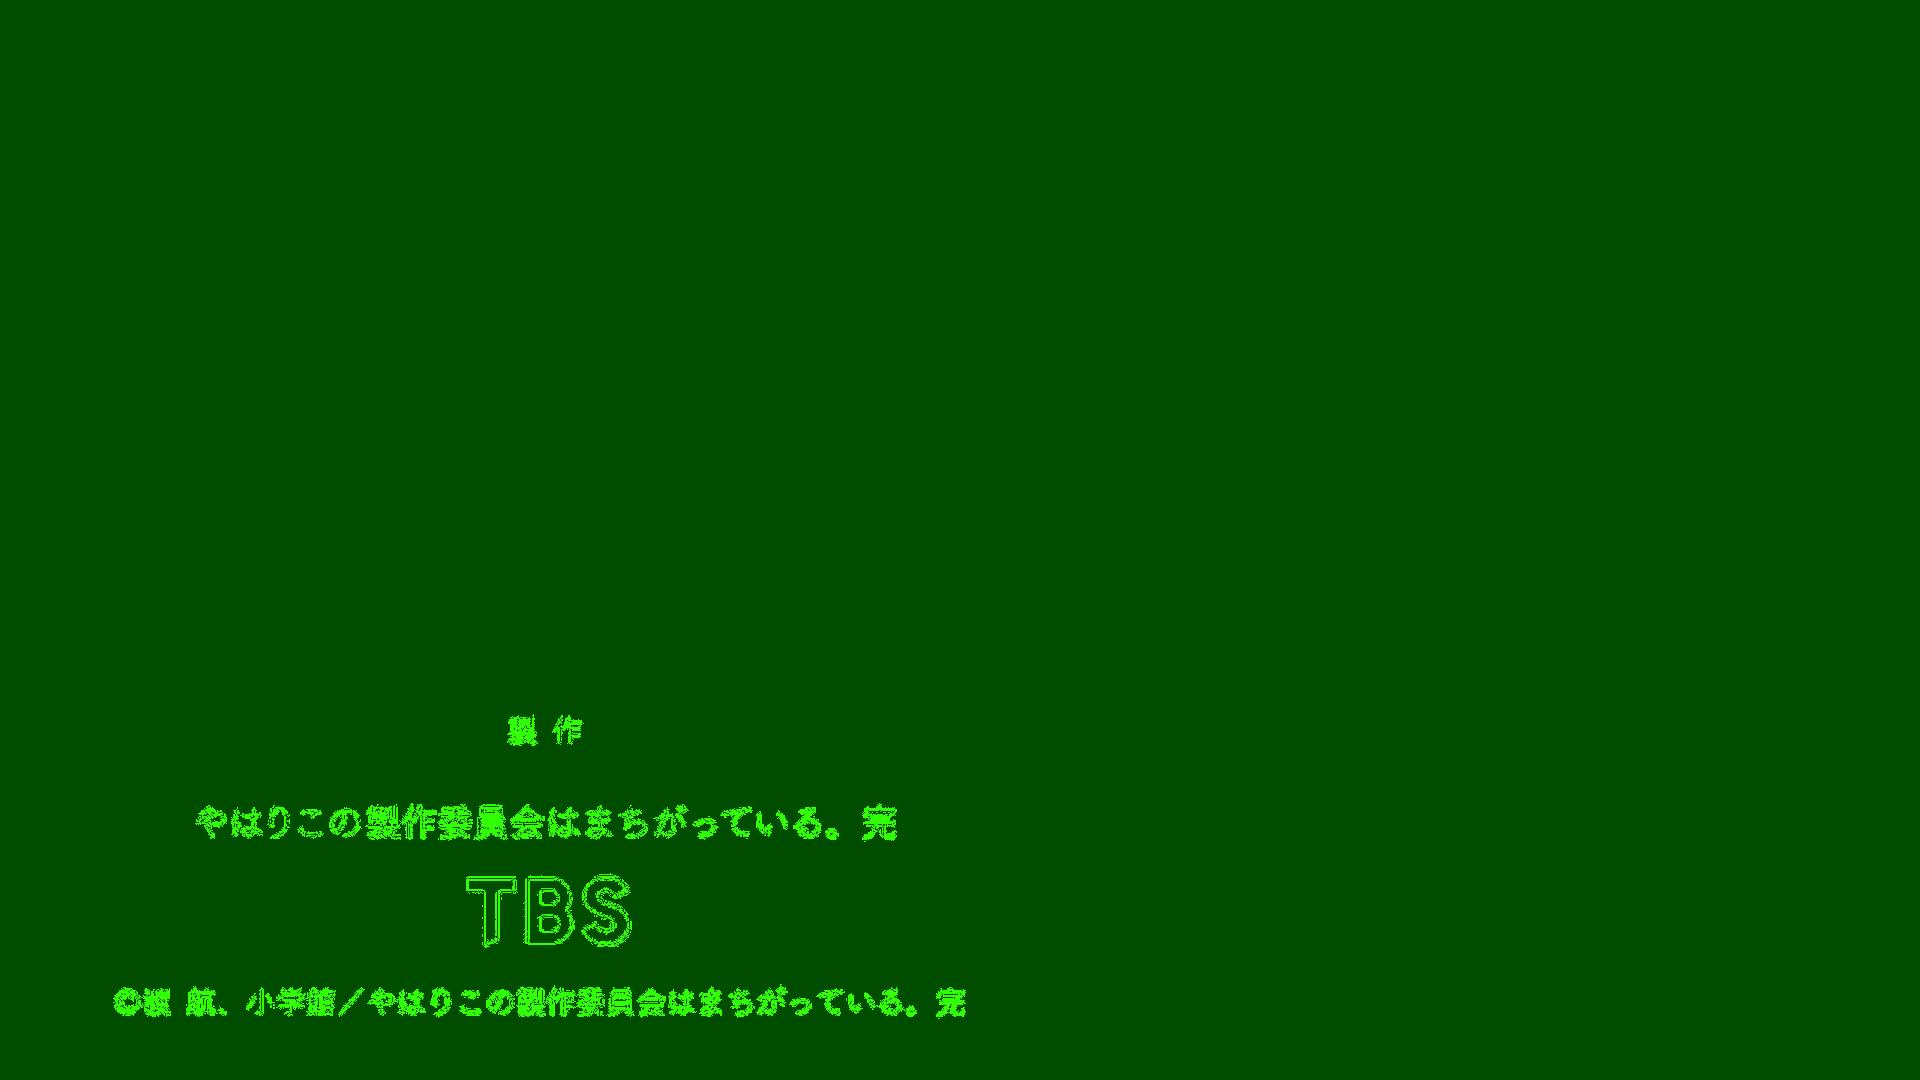 製 作
やはりこの製作委員会はまちがっている。完
TBS
©渡 航、小学館／やはりこの製作委員会はまちがっている。完